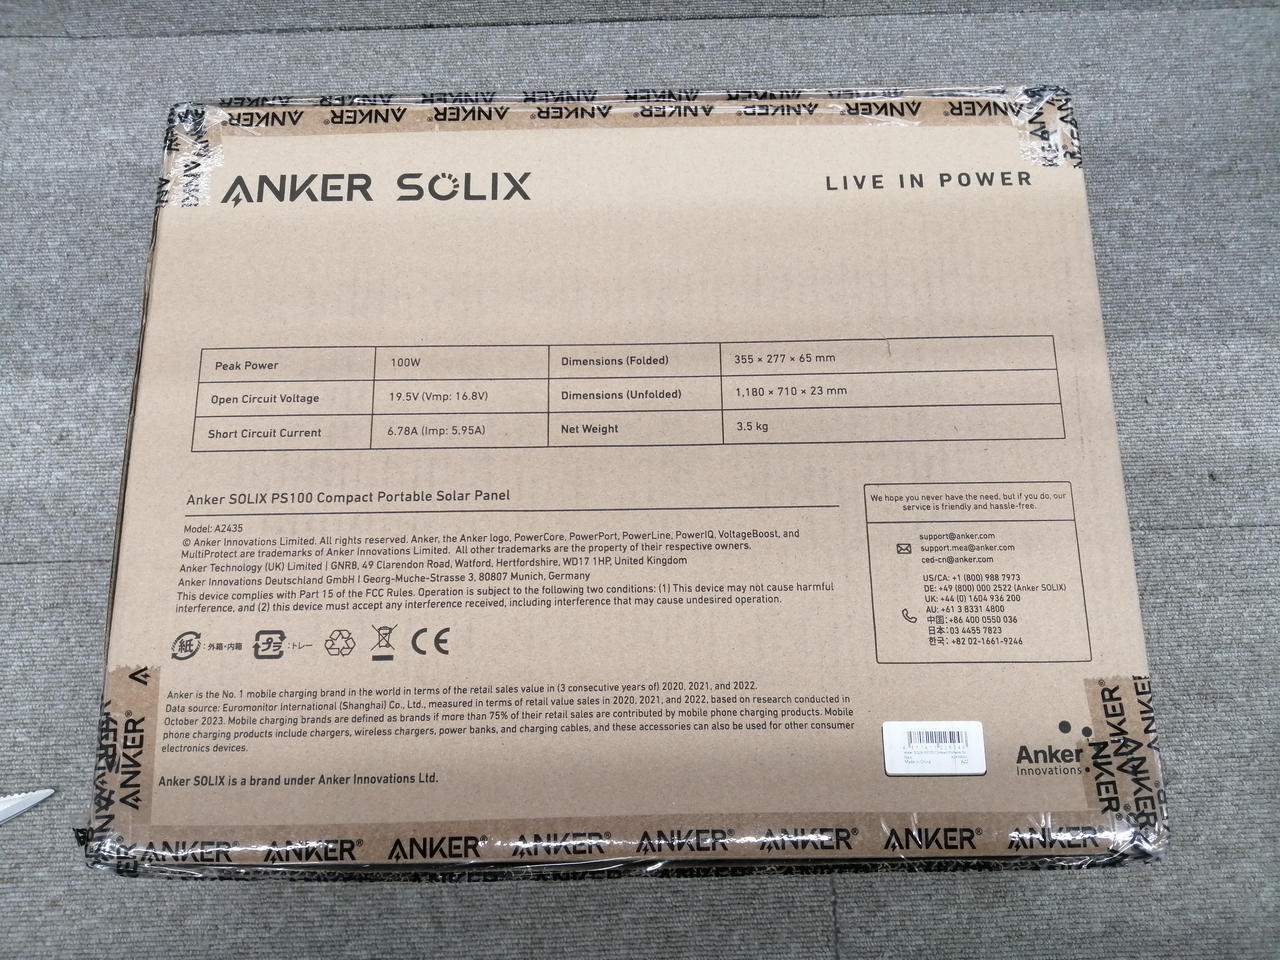 ANKER ANKER ANKER ANKER ANKER ANKER ANKER ANKER
ANKER SOLIX
LIVE IN POWER
Peak Power 100W Dimensions (Folded) 355 × 277 × 65 mm
Open Circuit Voltage 19.5V (Vmp: 16.8V) Dimensions (Unfolded) 1,180 × 710 × 23 mm
Short Circuit Current 6.78A (Imp: 5.95A) Net Weight 3.5 kg
Anker SOLIX PS100 Compact Portable Solar Panel
Model: A2435
© Anker Innovations Limited. All rights reserved. Anker, the Anker logo, PowerCore, PowerPort, PowerLine, PowerIQ, VoltageBoost, and
MultiProtect are trademarks of Anker Innovations Limited. All other trademarks are the property of their respective owners.
Anker Technology (UK) Limited | GNR8, 49 Clarendon Road, Watford, Hertfordshire, WD17 1HP, United Kingdom
Anker Innovations Deutschland GmbH | Georg-Muche-Strasse 3, 80807 Munich, Germany
This device complies with Part 15 of the FCC Rules. Operation is subject to the following two conditions: (1) This device may not cause harmful
interference, and (2) this device must accept any interference received, including interference that may cause undesired operation.
紙 : 外箱・内箱 プラ : トレー CE
We hope you never have the need, but if you do, our
service is friendly and hassle-free.
support@anker.com
support.mea@anker.com
ced-cn@anker.com
US/CA: +1 (800) 988 7973
DE: +49 (800) 000 2522 (Anker SOLIX)
UK: +44 (0) 1604 936 200
AU: +61 3 8331 4800
中国: +86 400 0550 036
日本: 03 4455 7823
한국: +82 02-1661-9246
Anker is the No. 1 mobile charging brand in the world in terms of the retail sales value in (3 consecutive years of) 2020, 2021, and 2022.
Data source: Euromonitor International (Shanghai) Co., Ltd., measured in terms of retail value sales in 2020, 2021, and 2022, based on research conducted in
October 2023. Mobile charging brands are defined as brands if more than 75% of their retail sales are contributed by mobile phone charging products. Mobile
phone charging products include chargers, wireless chargers, power banks, and charging cables, and these accessories can also be used for other consumer
electronics devices.
Anker SOLIX is a brand under Anker Innovations Ltd.
Made in China
Anker
Innovations
ANKER
ANKER
ANKER® ANKER® ANKER® ANKER® ANKER® ANKER® ANKER® ANKER®